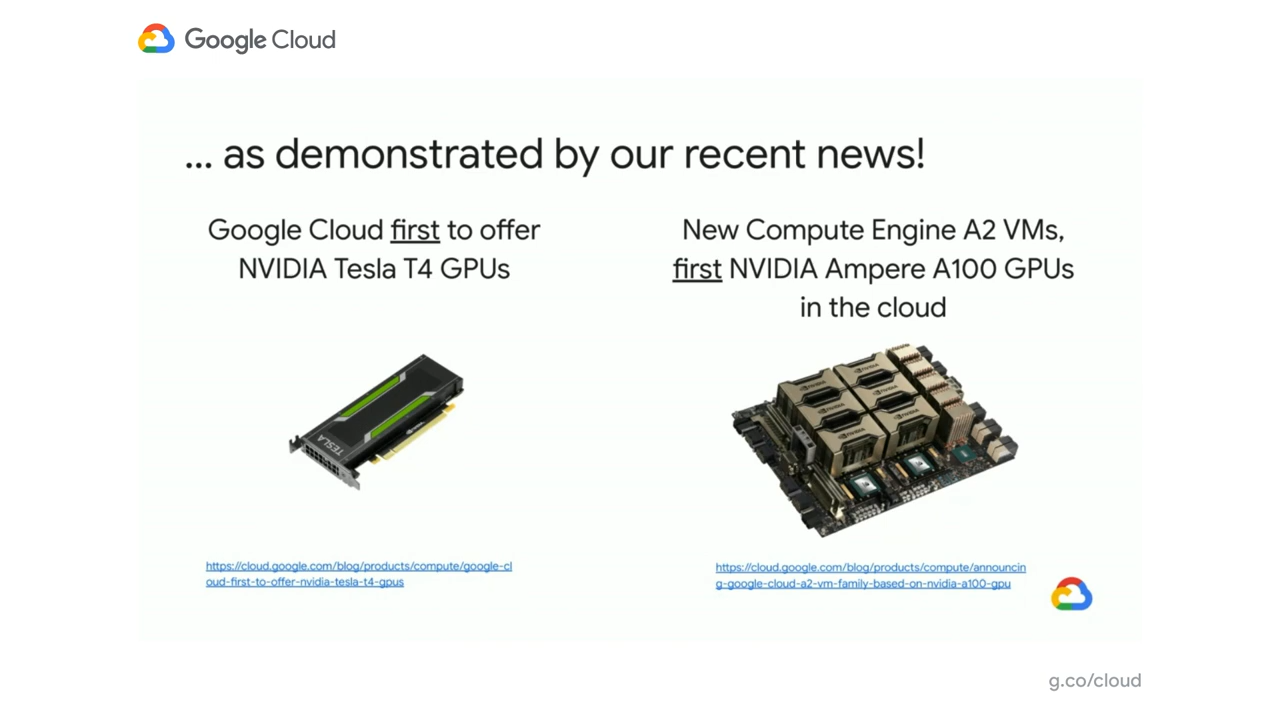 Google Cloud
... as demonstrated by our recent news!
Google Cloud first to offer
NVIDIA Tesla T4 GPUs
New Compute Engine A2 VMs,
first NVIDIA Ampere A100 GPUs
in the cloud
TESLA
https://cloud.google.com/blog/products/compute/google-cl
oud-first-to-offer-nvidia-tesla-t4-gpus
https://cloud.google.com/blog/products/compute/announcin
g-google-cloud-a2-vm-family-based-on-nvidia-a100-gpu
g.co/cloud